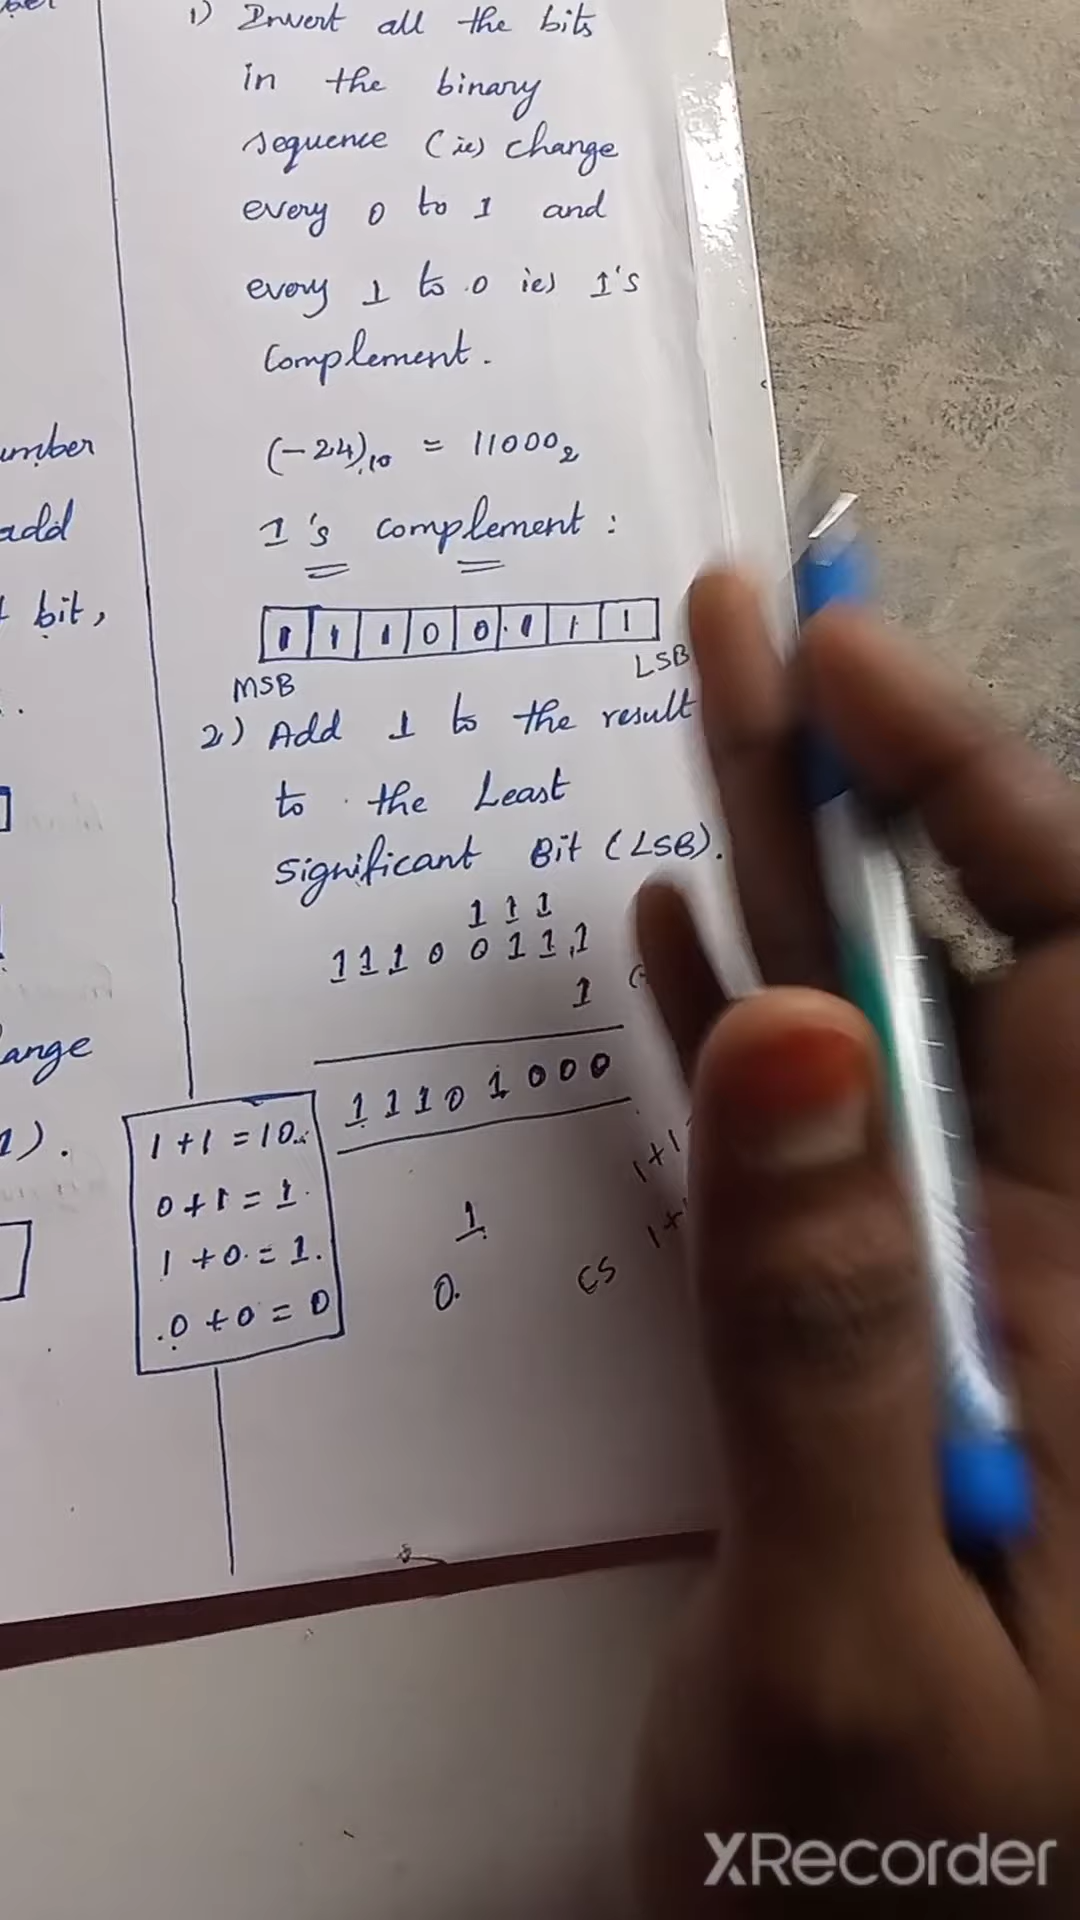 1) Invert all the bits
in the binary
sequence (ie) change
every 0 to 1 and
every 1 to 0 ie) 1's
Complement.
(-24)10 = 110002
1's complement :
1 1 1 0 0 1 1 1
MSB LSB
2) Add 1 to the result
to the Least
significant Bit (LSB).
1 1 1
1 1 1 0 0 1 1 1
1
1 1 1 0 1 0 0 0
1
0.
CS
1+1
1+
1 + 1 = 10.
0 + 1 = 1.
1 + 0 = 1.
0 + 0 = 0
umber
add
bit,
ange
1).
XRecorder